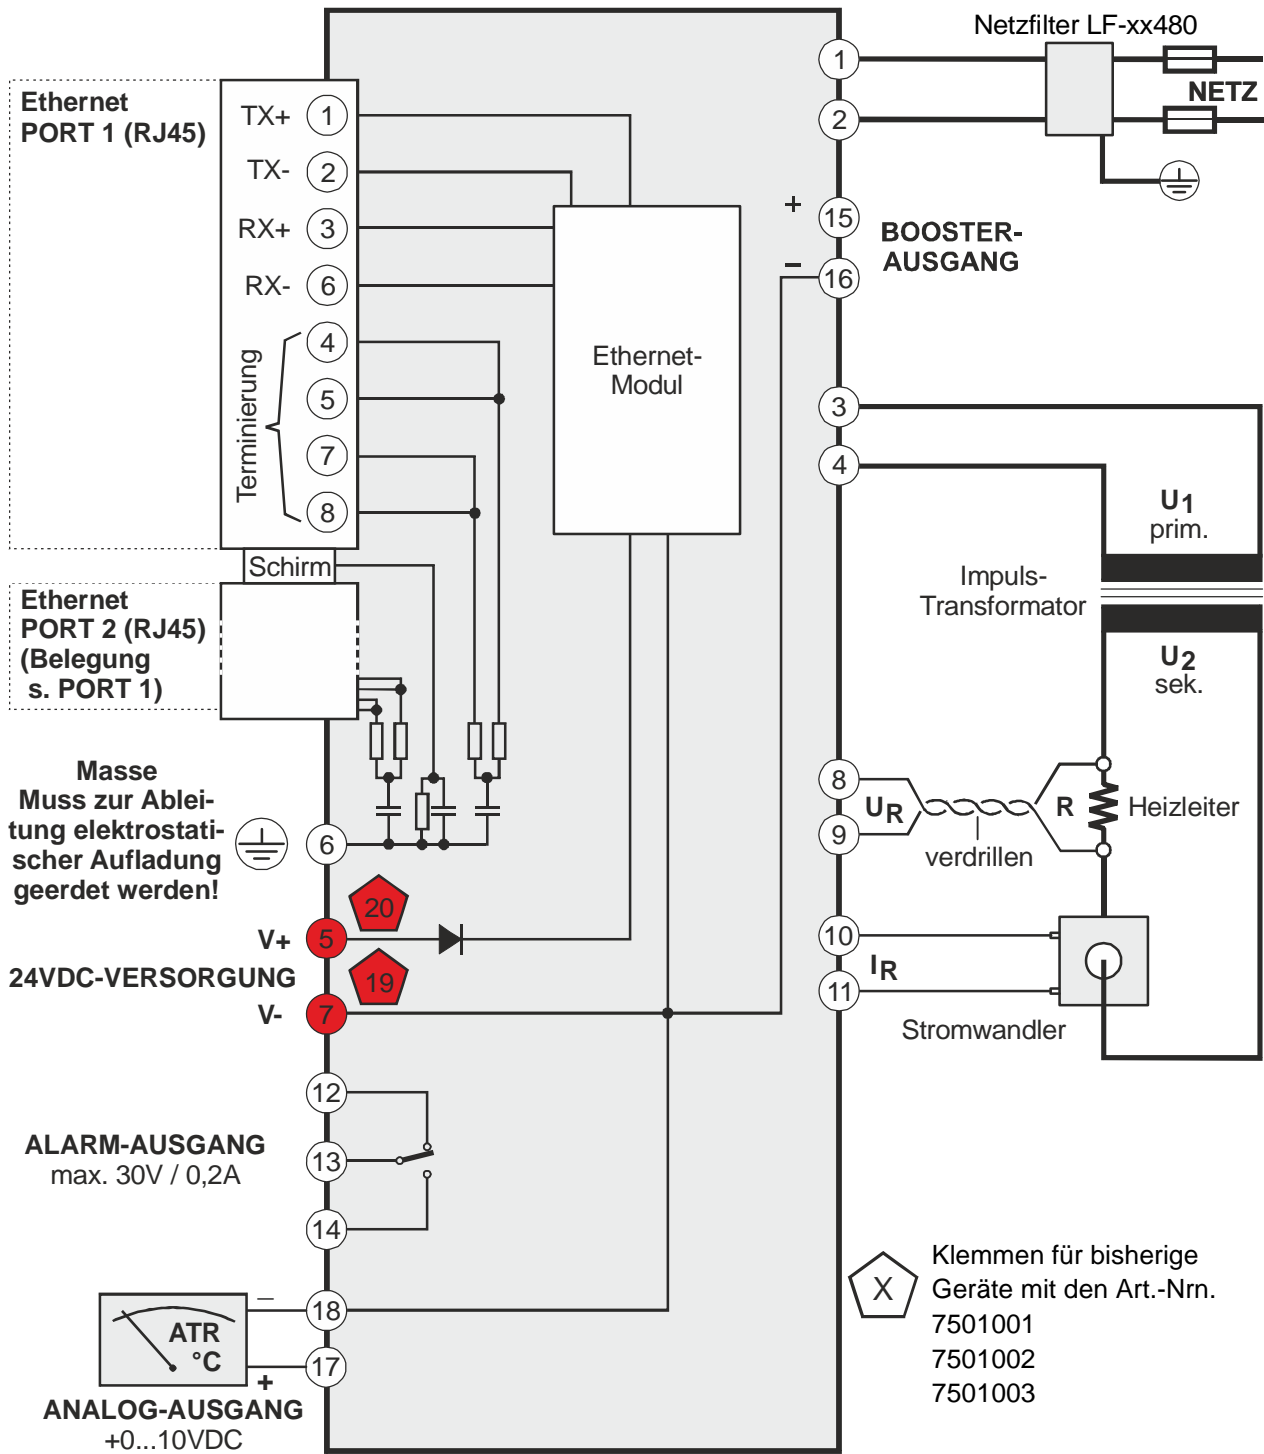 Netzfilter LF-xx480
NETZ
1
2
Ethernet
PORT 1 (RJ45)
TX+ 1
TX- 2
RX+ 3
RX- 6
Terminierung
4
5
7
8
Schirm
Ethernet-
Modul
+
15
−
16
BOOSTER-
AUSGANG
3
4
U1
prim.
Impuls-
Transformator
U2
sek.
Ethernet
PORT 2 (RJ45)
(Belegung
s. PORT 1)
Masse
Muss zur Ablei-
tung elektrostati-
scher Aufladung
geerdet werden!
6
8
9
UR
verdrillen
R
Heizleiter
20
V+ 5
24VDC-VERSORGUNG
19
V- 7
10
11
IR
Stromwandler
12
ALARM-AUSGANG
max. 30V / 0,2A
13
14
ATR
°C
−
18
+
17
ANALOG-AUSGANG
+0...10VDC
X
Klemmen für bisherige
Geräte mit den Art.-Nrn.
7501001
7501002
7501003